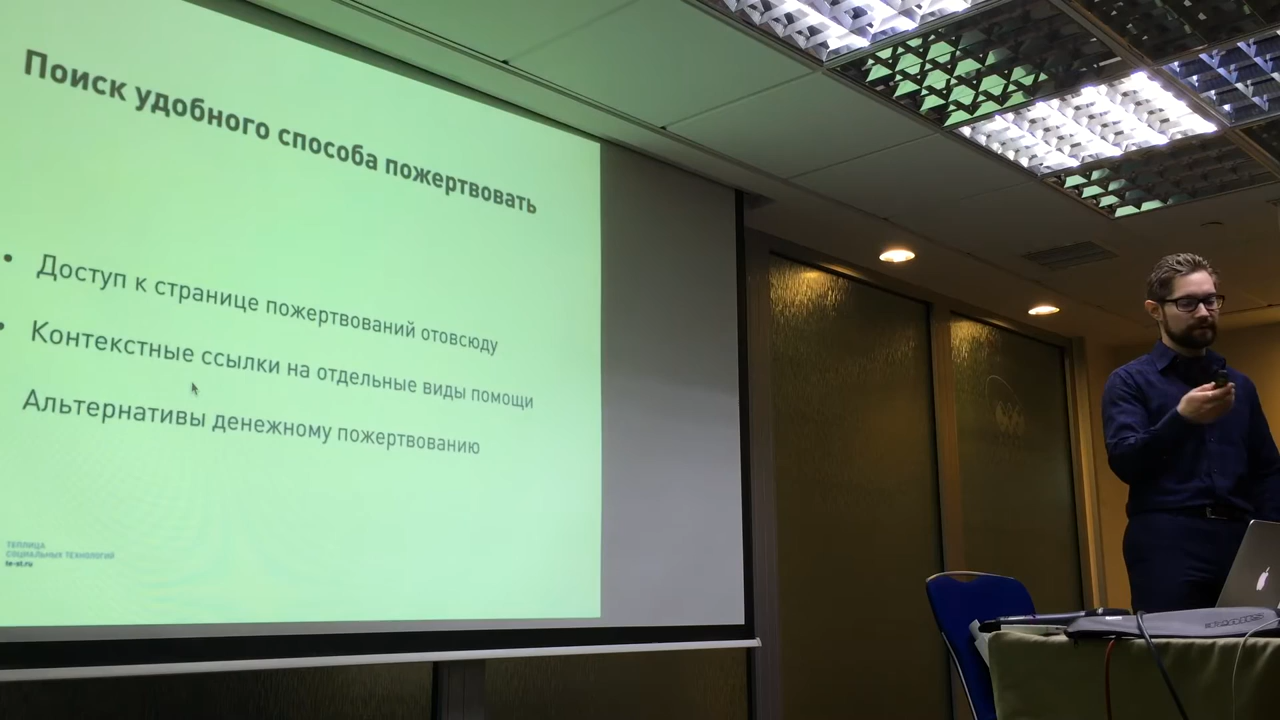 Поиск удобного способа пожертвовать
• Доступ к странице пожертвований отовсюду
• Контекстные ссылки на отдельные виды помощи
Альтернативы денежному пожертвованию
ТЕПЛИЦА
СОЦИАЛЬНЫХ ТЕХНОЛОГИЙ
te-st.ru